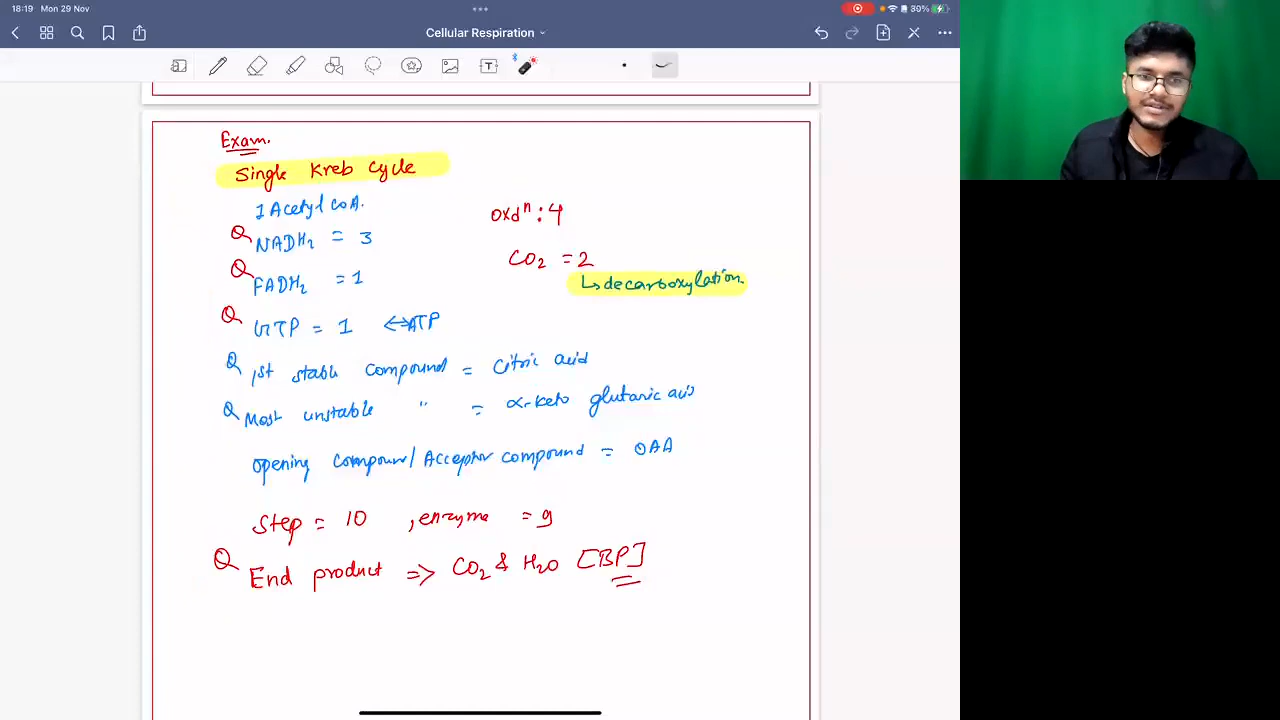 18:19 Mon 29 Nov
39%
Cellular Respiration
Exam.
Single Kreb Cycle
1 Acetyl coA.
Q NADH2 = 3
Q FADH2 = 1
Q GTP = 1 ↔ATP
oxdⁿ : 4
CO2 = 2
↳decarboxylation.
Q 1st stable compound = Citric acid
Q Most unstable " = α-keto glutaric acid
opening compoun/Acceptor compound = OAA
Step = 10 , enzyme = 9
Q End product => CO2 & H2O [BP]